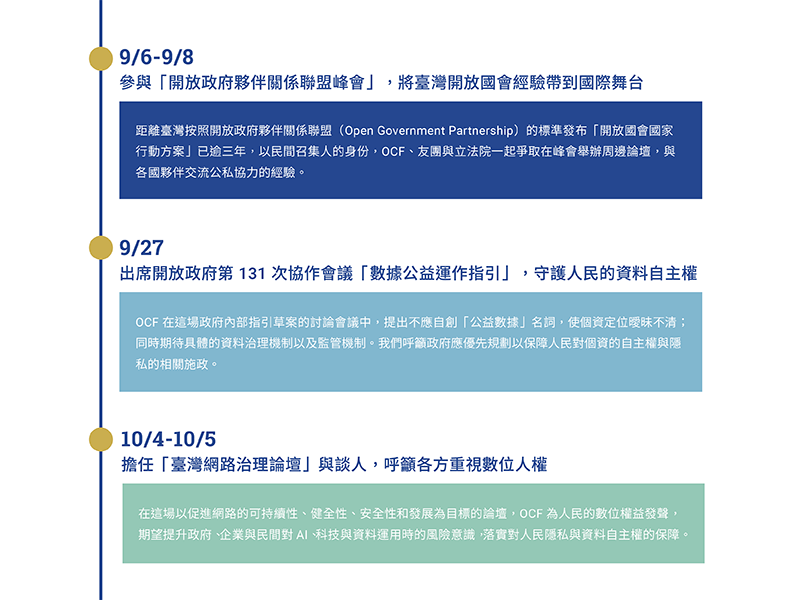 9/6-9/8
參與「開放政府夥伴關係聯盟峰會」，將臺灣開放國會經驗帶到國際舞台
距離臺灣按照開放政府夥伴關係聯盟（Open Government Partnership）的標準發布「開放國會國家
行動方案」已逾三年，以民間召集人的身份，OCF、友團與立法院一起爭取在峰會舉辦周邊論壇，與
各國夥伴交流公私協力的經驗。
9/27
出席開放政府第 131 次協作會議「數據公益運作指引」，守護人民的資料自主權
OCF 在這場政府內部指引草案的討論會議中，提出不應自創「公益數據」名詞，使個資定位曖昧不清；
同時期待具體的資料治理機制以及監管機制。我們呼籲政府應優先規劃以保障人民對個資的自主權與隱
私的相關施政。
10/4-10/5
擔任「臺灣網路治理論壇」與談人，呼籲各方重視數位人權
在這場以促進網路的可持續性、健全性、安全性和發展為目標的論壇，OCF 為人民的數位權益發聲，
期望提升政府、企業與民間對 AI、科技與資料運用時的風險意識，落實對人民隱私與資料自主權的保障。